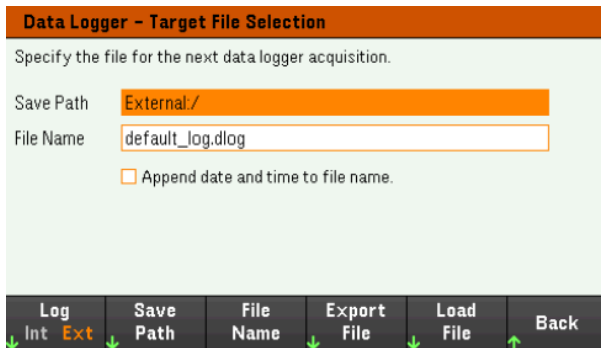 Data Logger - Target File Selection
Specify the file for the next data logger acquisition.
Save Path External:/
File Name default_log.dlog
Append date and time to file name.
Log Save File Export Load Back
Int Ext Path Name File File